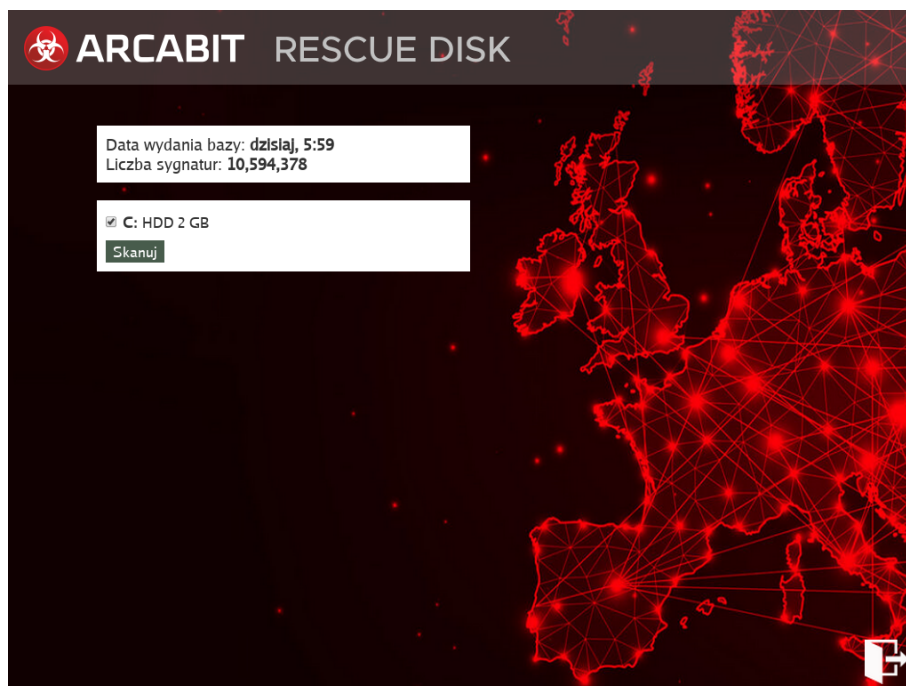 ARCABIT RESCUE DISK
Data wydania bazy: dzisiaj, 5:59
Liczba sygnatur: 10,594,378
C: HDD 2 GB
Skanuj